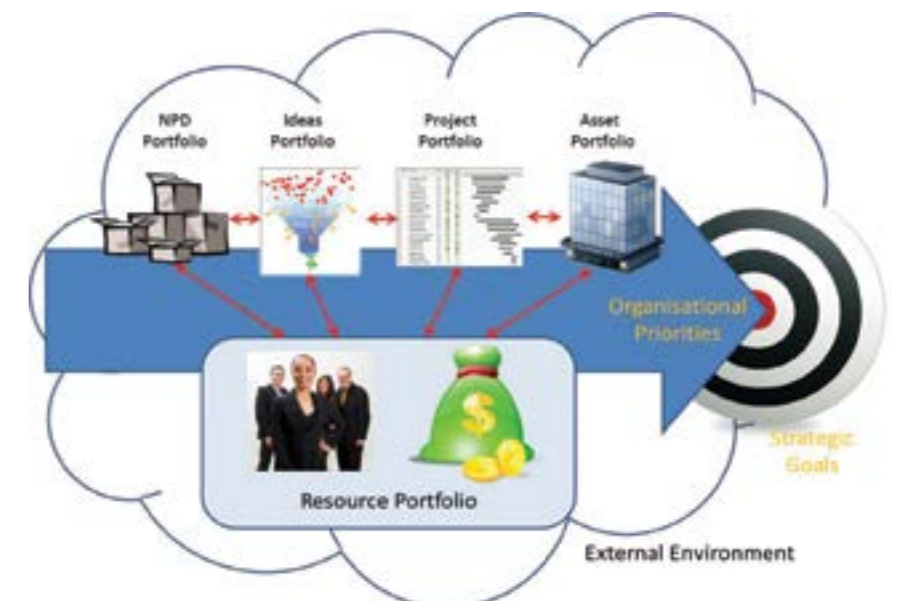 NPD
Portfolio
Ideas
Portfolio
Project
Portfolio
Asset
Portfolio
Organisational
Priorities
Strategic
Goals
$
Resource Portfolio
External Environment